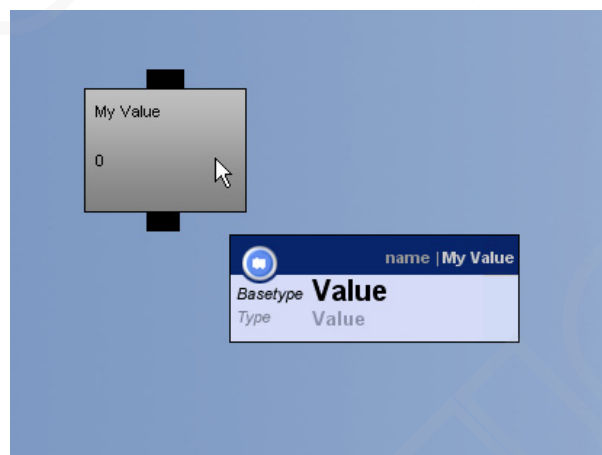 My Value
0
name | My Value
Basetype Value
Type Value